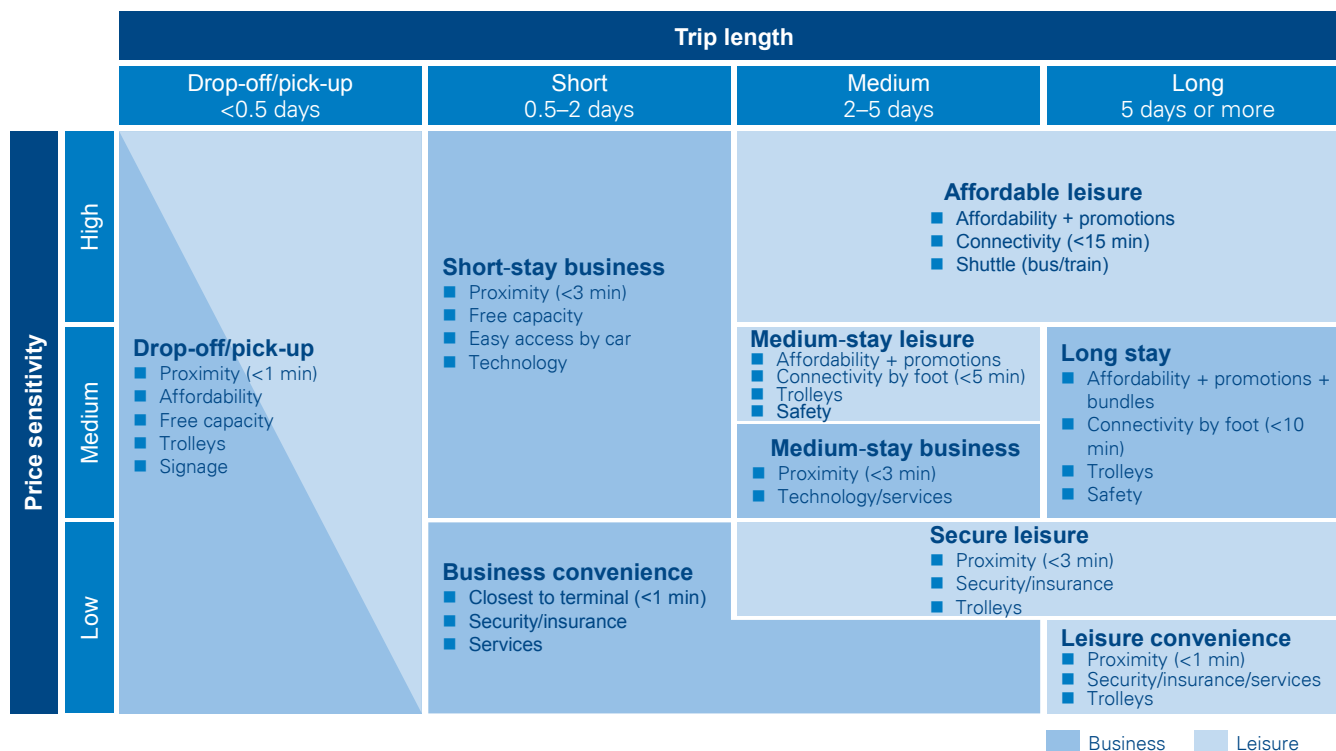 Trip length
Drop-off/pick-up
<0.5 days
Short
0.5–2 days
Medium
2–5 days
Long
5 days or more
Price sensitivity
High
Medium
Low
Drop-off/pick-up
Proximity (<1 min)
Affordability
Free capacity
Trolleys
Signage
Short-stay business
Proximity (<3 min)
Free capacity
Easy access by car
Technology
Affordable leisure
Affordability + promotions
Connectivity (<15 min)
Shuttle (bus/train)
Medium-stay leisure
Affordability + promotions
Connectivity by foot (<5 min)
Trolleys
Safety
Medium-stay business
Proximity (<3 min)
Technology/services
Long stay
Affordability + promotions +
bundles
Connectivity by foot (<10
min)
Trolleys
Safety
Business convenience
Closest to terminal (<1 min)
Security/insurance
Services
Secure leisure
Proximity (<3 min)
Security/insurance
Trolleys
Leisure convenience
Proximity (<1 min)
Security/insurance/services
Trolleys
Business
Leisure